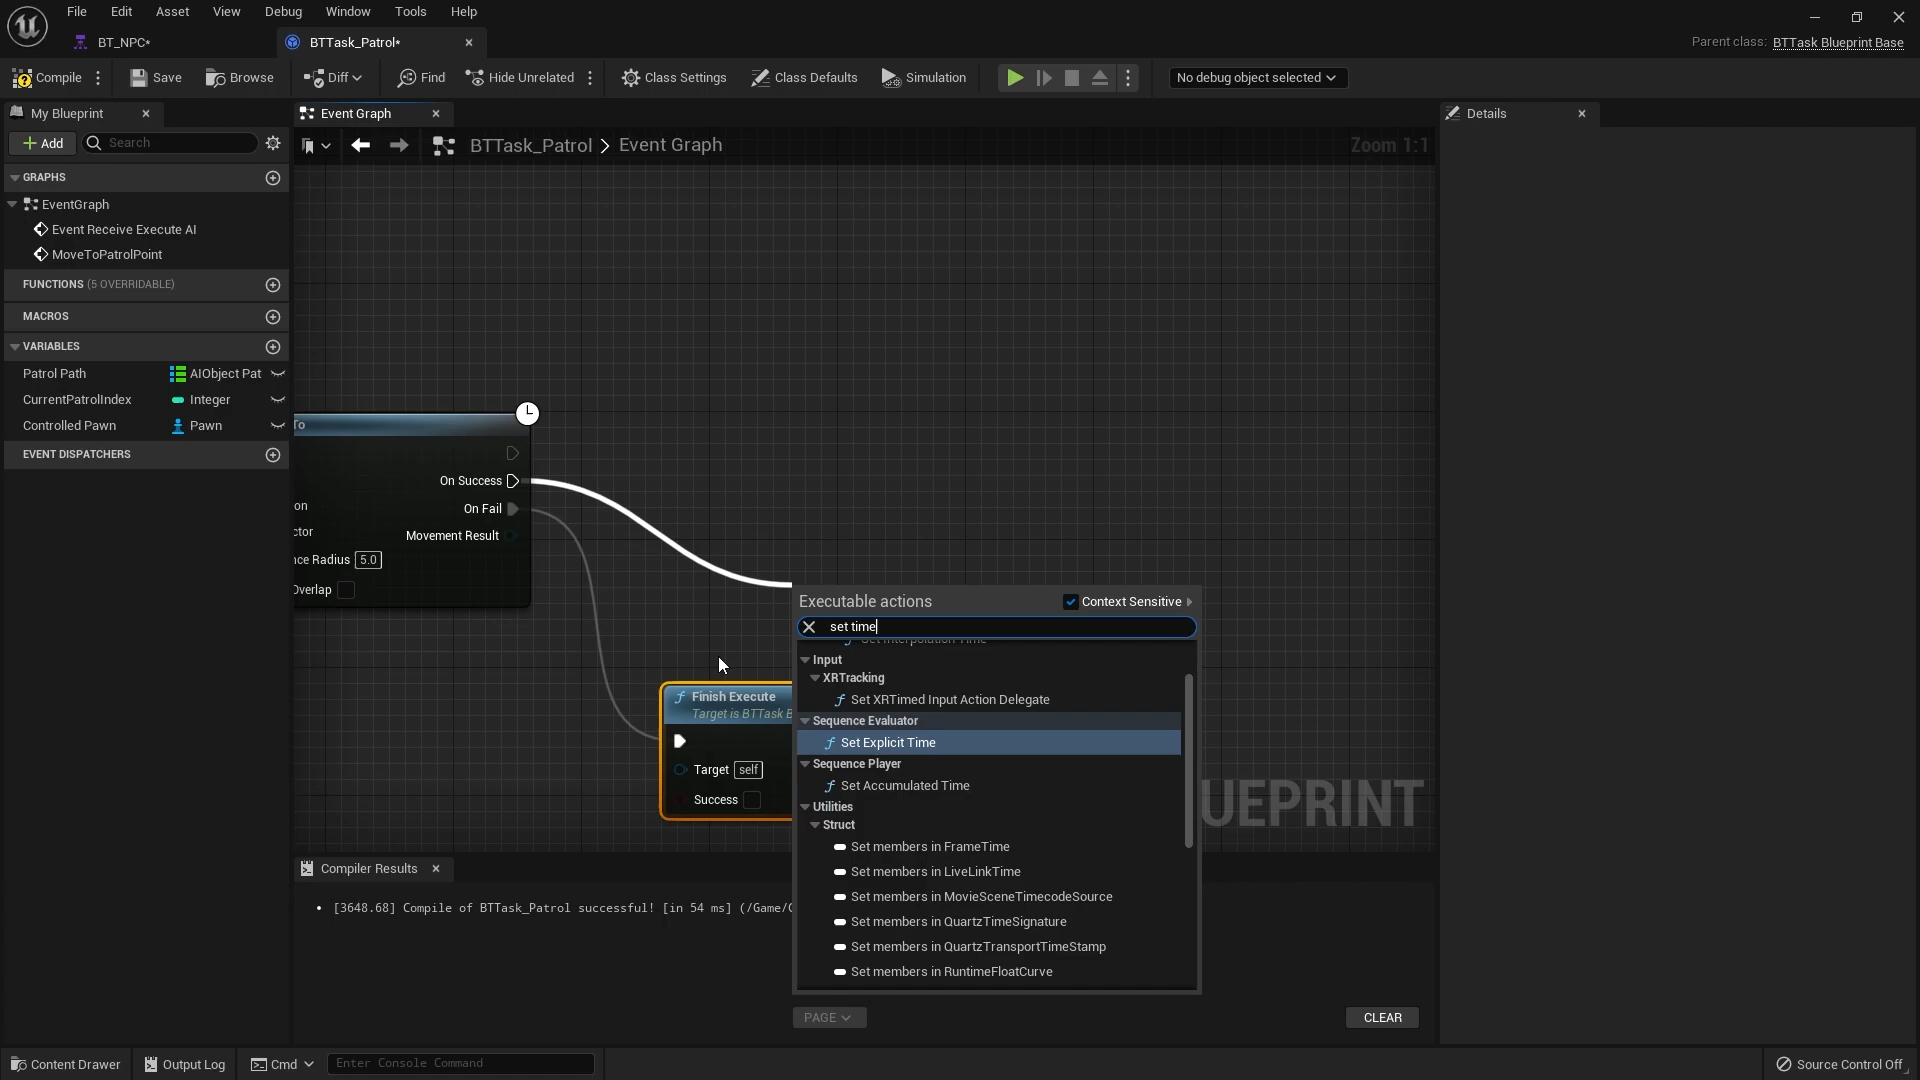 File Edit Asset View Debug Window Tools Help
BT_NPC*
BTTask_Patrol*
Parent class: BTTask Blueprint Base
Compile
Save
Browse
Diff
Find
Hide Unrelated
Class Settings
Class Defaults
Simulation
No debug object selected
My Blueprint
Event Graph
Details
Add
Search
BTTask_Patrol > Event Graph
Zoom 1:1
GRAPHS
EventGraph
Event Receive Execute AI
MoveToPatrolPoint
FUNCTIONS (5 OVERRIDABLE)
MACROS
VARIABLES
Patrol Path AIObject Pat
CurrentPatrolIndex Integer
Controlled Pawn Pawn
EVENT DISPATCHERS
To
On Success
On Fail
on
Movement Result
ctor
nce Radius 5.0
Overlap
Finish Execute
Target is BTTask B
Target self
Success
Executable actions
Context Sensitive
set time
Set Interpolation Time
Input
XRTracking
Set XRTimed Input Action Delegate
Sequence Evaluator
Set Explicit Time
Sequence Player
Set Accumulated Time
Utilities
Struct
Set members in FrameTime
Set members in LiveLinkTime
Set members in MovieSceneTimecodeSource
Set members in QuartzTimeSignature
Set members in QuartzTransportTimeStamp
Set members in RuntimeFloatCurve
UEPRINT
Compiler Results
[3648.68] Compile of BTTask_Patrol successful! [in 54 ms] (/Game/C
PAGE
CLEAR
Content Drawer
Output Log
Cmd
Enter Console Command
Source Control Off